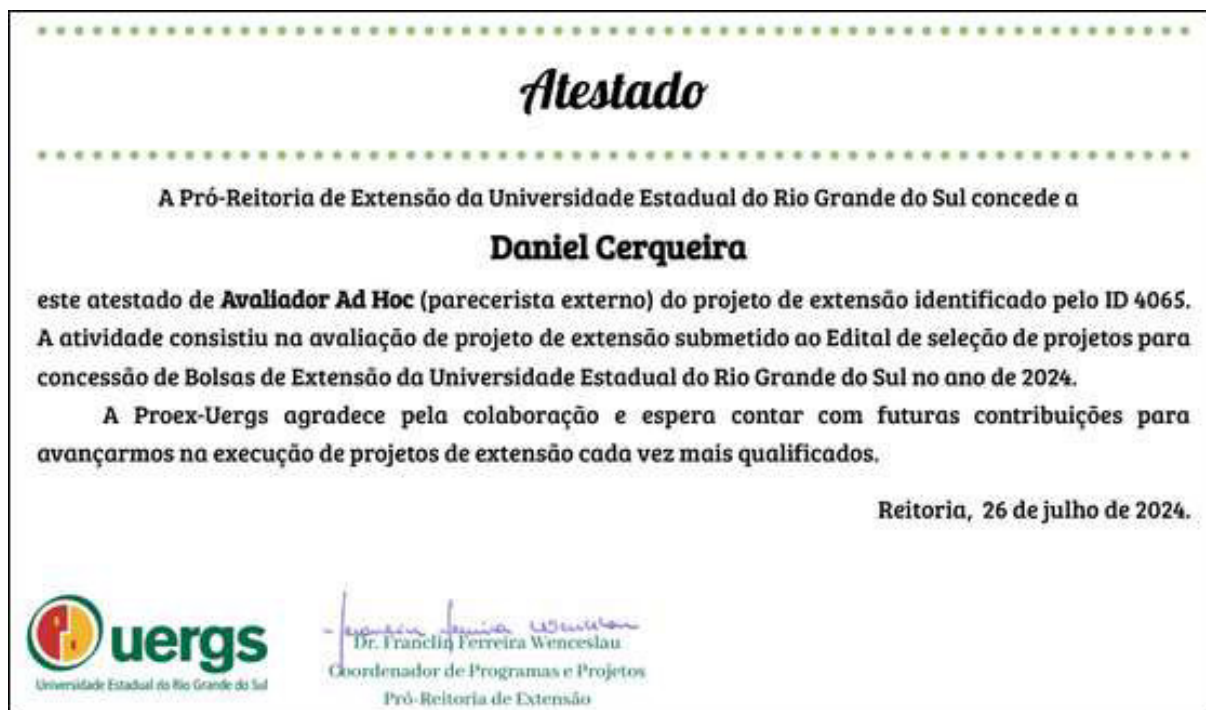 Atestado
A Pró-Reitoria de Extensão da Universidade Estadual do Rio Grande do Sul concede a
Daniel Cerqueira
este atestado de Avaliador Ad Hoc (parecerista externo) do projeto de extensão identificado pelo ID 4065.
A atividade consistiu na avaliação de projeto de extensão submetido ao Edital de seleção de projetos para
concessão de Bolsas de Extensão da Universidade Estadual do Rio Grande do Sul no ano de 2024.
A Proex-Uergs agradece pela colaboração e espera contar com futuras contribuições para
avançarmos na execução de projetos de extensão cada vez mais qualificados.
Reitoria, 26 de julho de 2024.
uergs
Universidade Estadual do Rio Grande do Sul
Ferreira Wenceslau
Dr. Franclin Ferreira Wenceslau
Coordenador de Programas e Projetos
Pró-Reitoria de Extensão